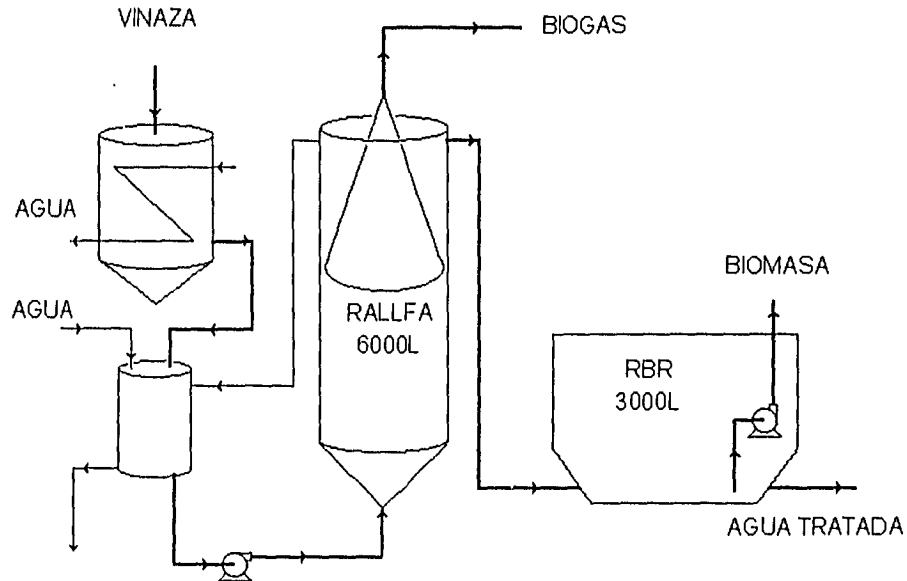 VINAZA
BIOGAS
AGUA
AGUA
RALLFA
6000L
BIOMASA
RBR
3000L
AGUA TRATADA